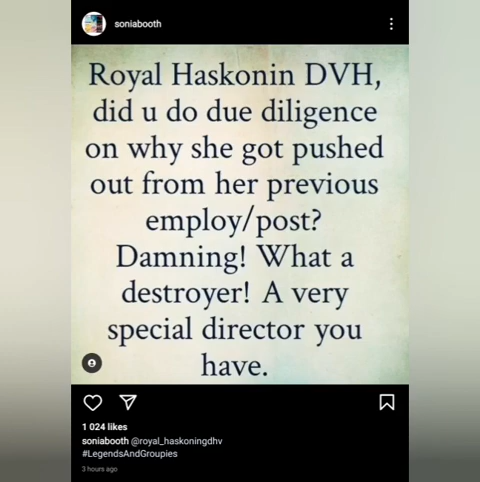 soniabooth
Royal Haskonin DVH,
did u do due diligence
on why she got pushed
out from her previous
employ/post?
Damning! What a
destroyer! A very
special director you
have.
1 024 likes
soniabooth @royal_haskoningdhv
#LegendsAndGroupies
3 hours ago